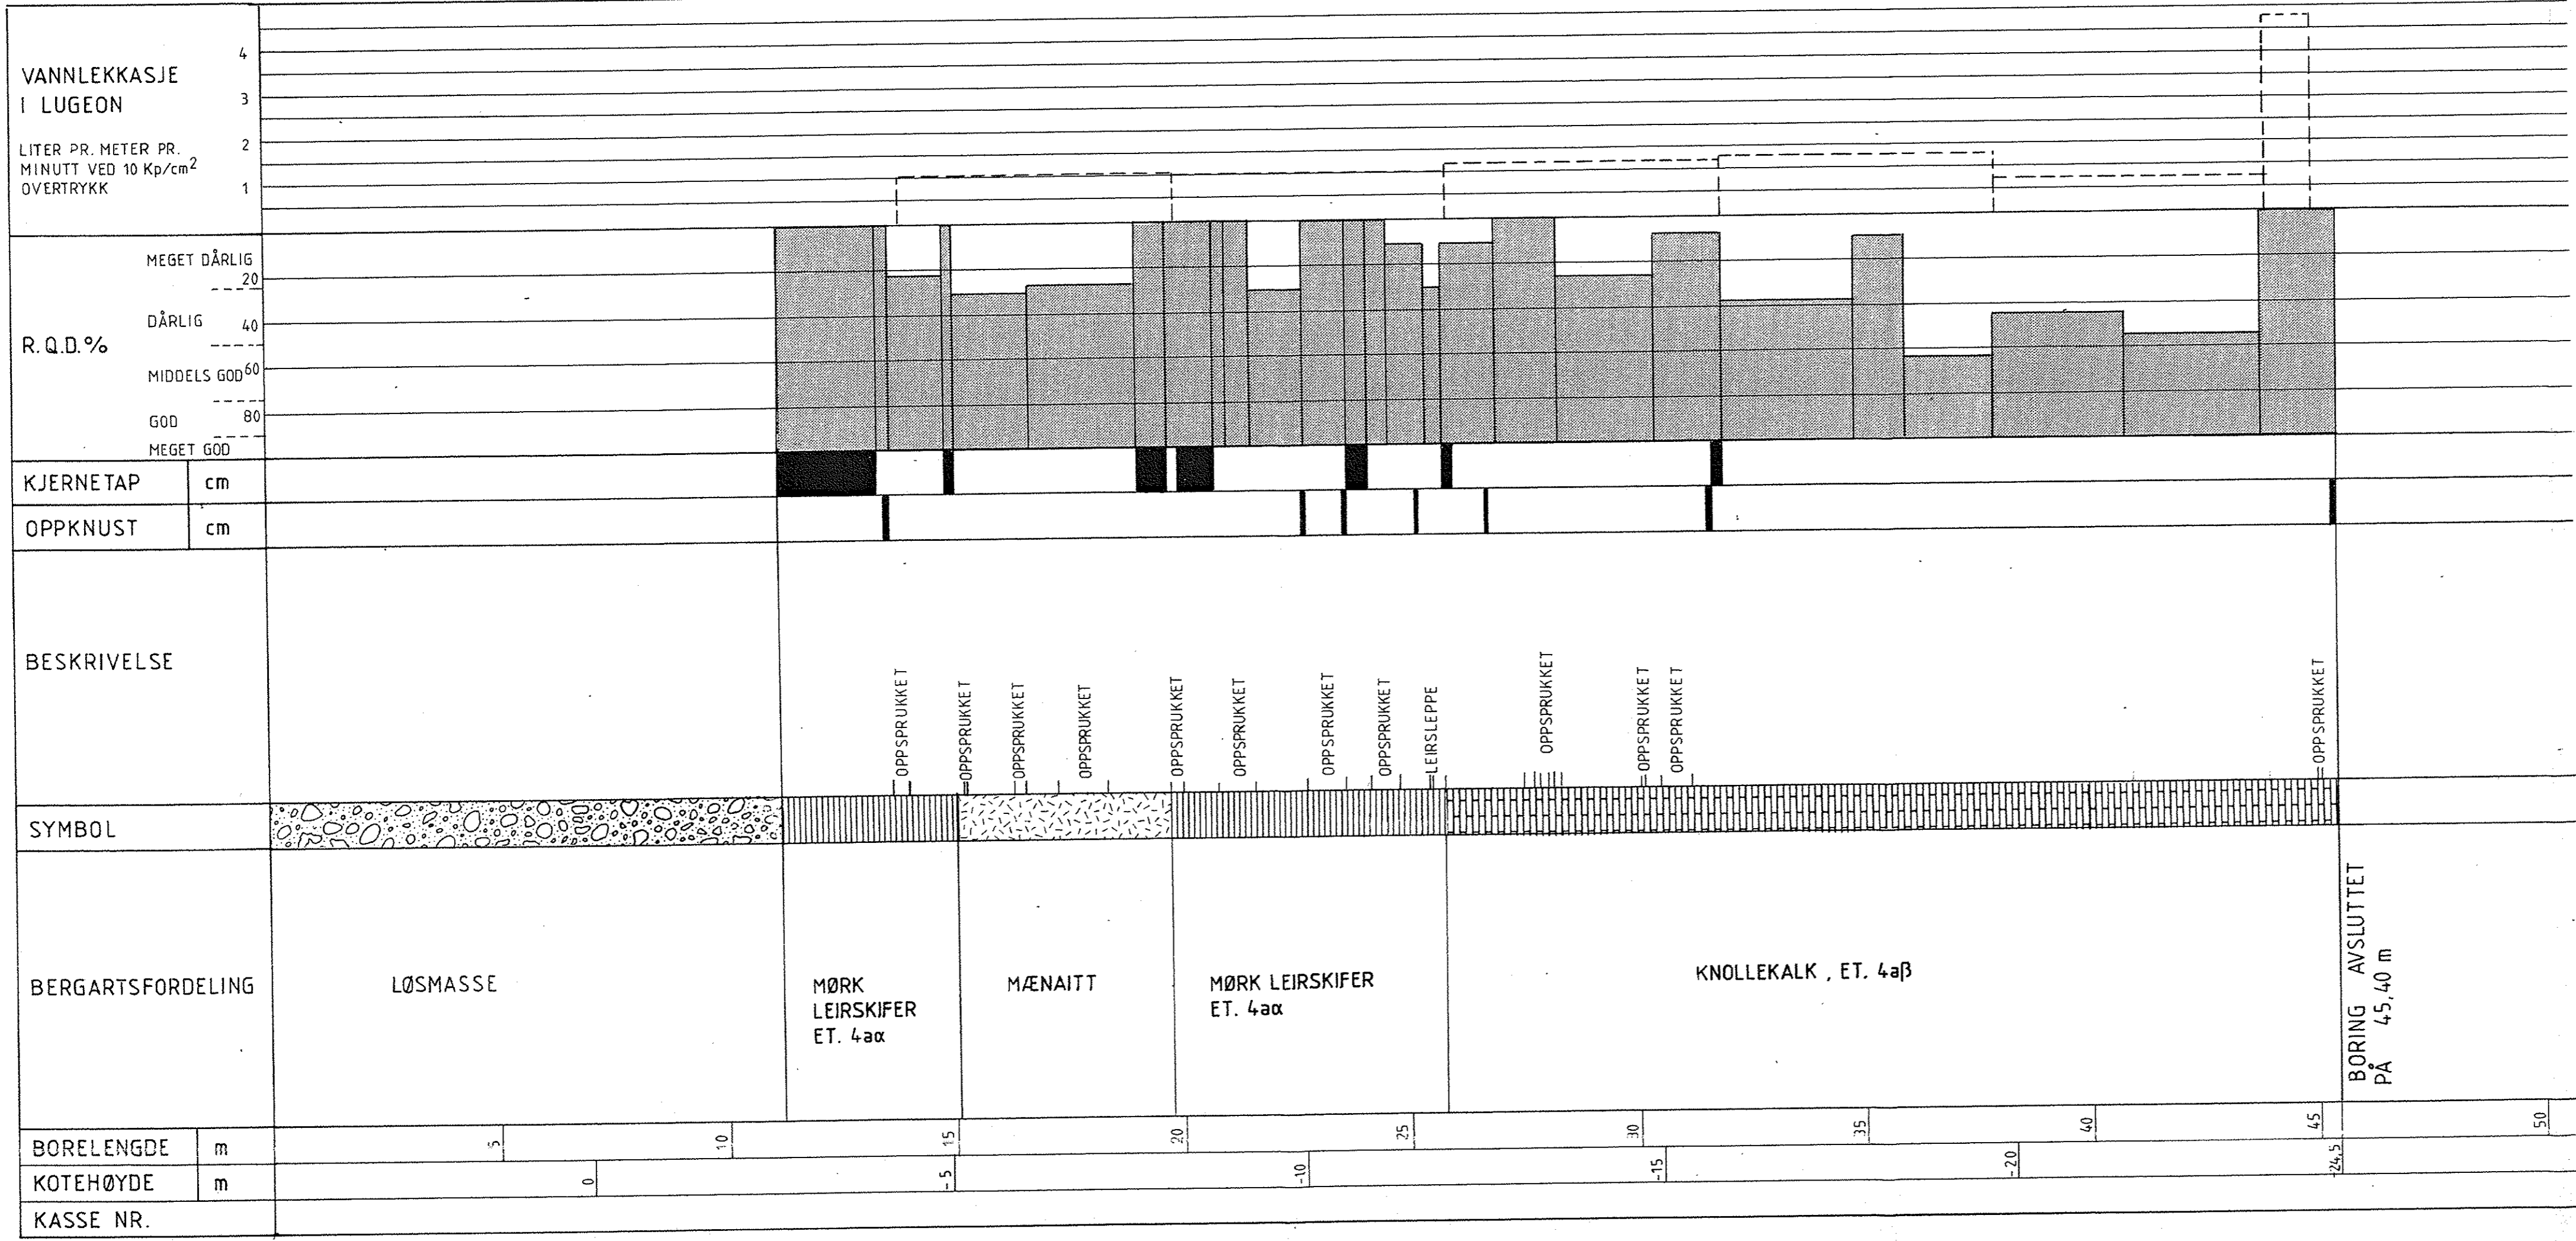 VANNLEKKASJE
I LUGEON
LITER PR. METER PR.
MINUTT VED 10 Kp/cm²
OVERTRYKK
4
3
2
1
R.Q.D.%
MEGET DÅRLIG
20
DÅRLIG
40
MIDDELS GOD
60
GOD
80
MEGET GOD
KJERNETAP cm
OPPKNUST cm
BESKRIVELSE
OPPSPRUKKET
OPPSPRUKKET
OPPSPRUKKET
OPPSPRUKKET
OPPSPRUKKET
OPPSPRUKKET
OPPSPRUKKET
OPPSPRUKKET
LEIRSLEPPE
OPPSPRUKKET
OPPSPRUKKET
OPPSPRUKKET
OPPSPRUKKET
SYMBOL
BERGARTSFORDELING
LØSMASSE
MØRK
LEIRSKIFER
ET. 4aα
MÆNAITT
MØRK LEIRSKIFER
ET. 4aα
KNOLLEKALK , ET. 4aβ
BORING AVSLUTTET
PÅ 45,40 m
BORELENGDE m
5 10 15 20 25 30 35 40 45 50
KOTEHØYDE m
0 -5 -10 -15 -20 -24,5
KASSE NR.